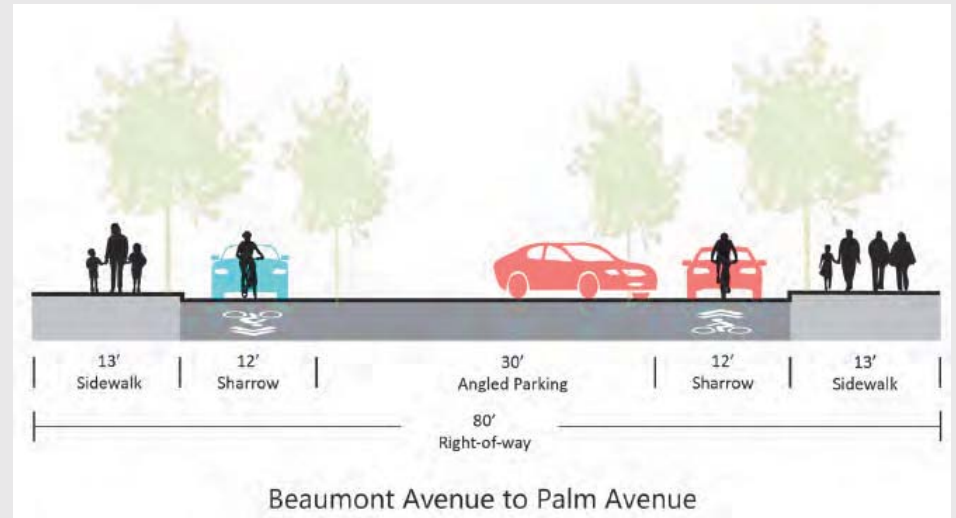 13’ 12’ 30’ 12’ 13’
Sidewalk Sharrow Angled Parking Sharrow Sidewalk
80’
Right-of-way
Beaumont Avenue to Palm Avenue